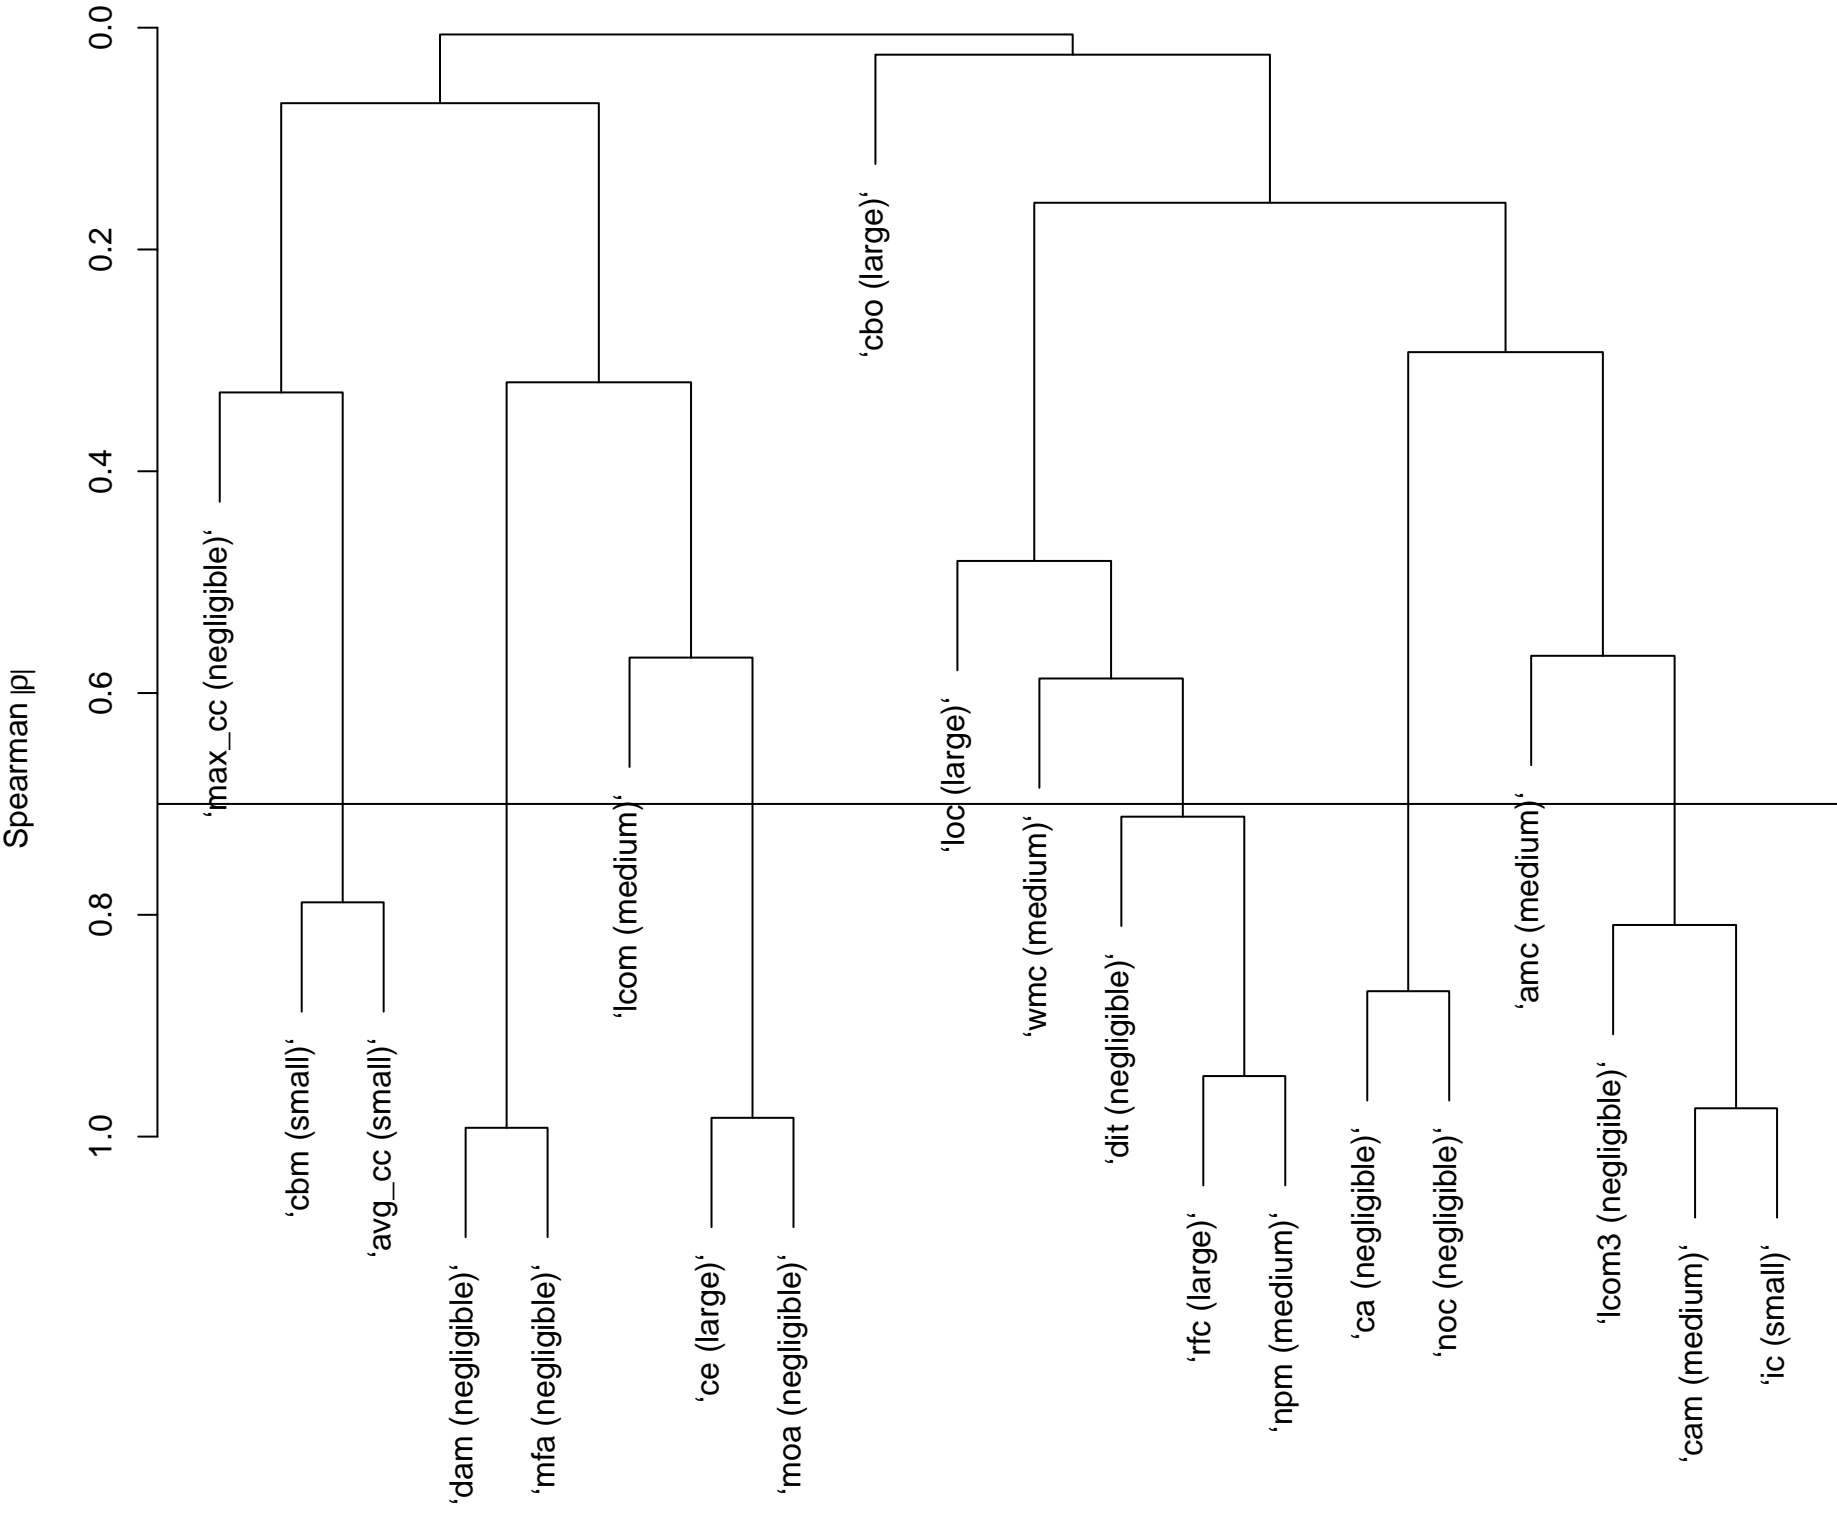 Spearman |ρ|
0.0
0.2
0.4
0.6
0.8
1.0
‘max_cc (negligible)‘
‘cbm (small)‘
‘avg_cc (small)‘
‘dam (negligible)‘
‘mfa (negligible)‘
‘lcom (medium)‘
‘ce (large)‘
‘moa (negligible)‘
‘cbo (large)‘
‘loc (large)‘
‘wmc (medium)‘
‘dit (negligible)‘
‘rfc (large)‘
‘npm (medium)‘
‘ca (negligible)‘
‘noc (negligible)‘
‘amc (medium)‘
‘lcom3 (negligible)‘
‘cam (medium)‘
‘ic (small)‘